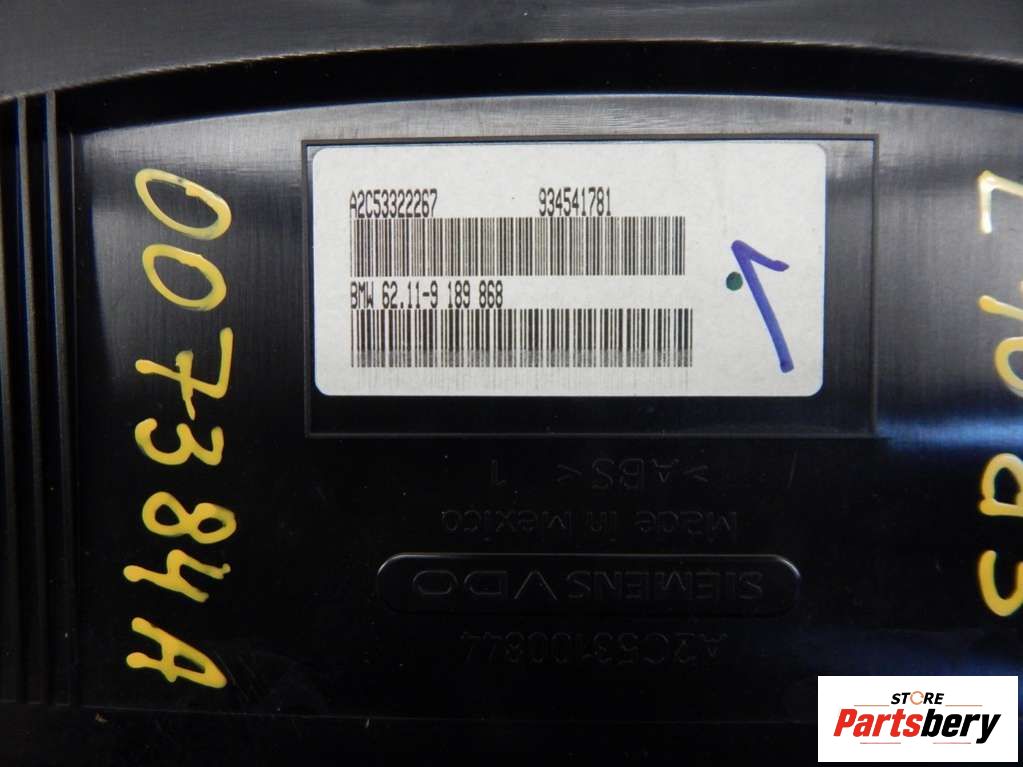 A2C53322267 934541781
BMW 62.11-9 189 868
007384A
>ABS< 1
Made in Mexico
SIEMENS VDO
A2C53100844
STORE
Partsbery